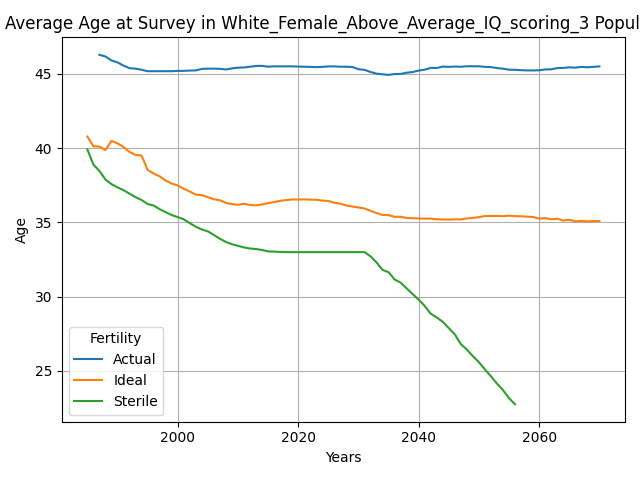 Average Age at Survey in White_Female_Above_Average_IQ_scoring_3 Popul
45
40
35
30
25
Age
Fertility
Actual
Ideal
Sterile
2000 2020 2040 2060
Years